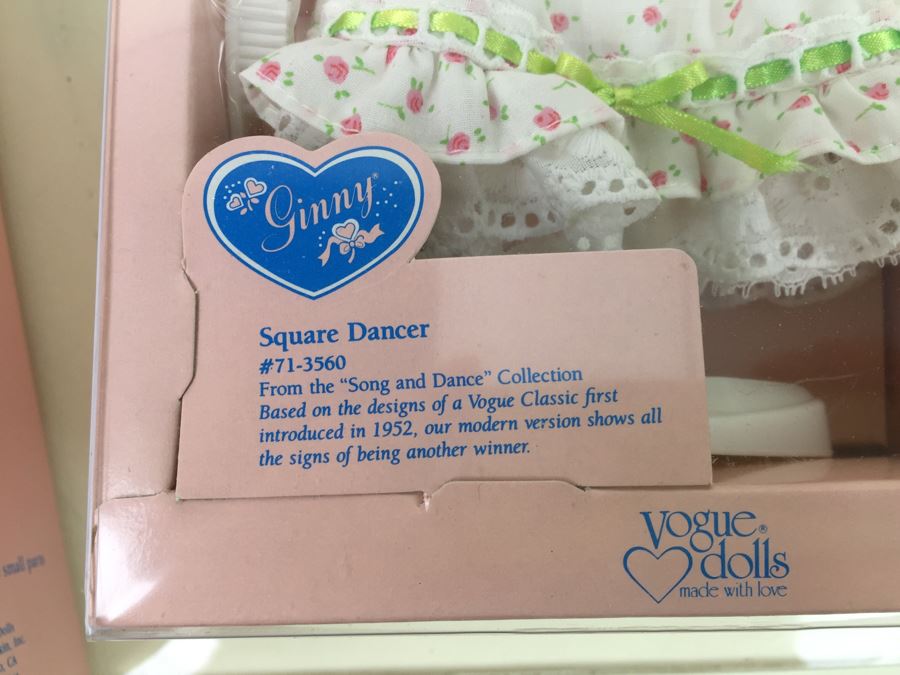 Ginny®
Square Dancer
#71-3560
From the “Song and Dance” Collection
Based on the designs of a Vogue Classic first
introduced in 1952, our modern version shows all
the signs of being another winner.
Vogue®
dolls
made with love
small parts
Inc.
CA